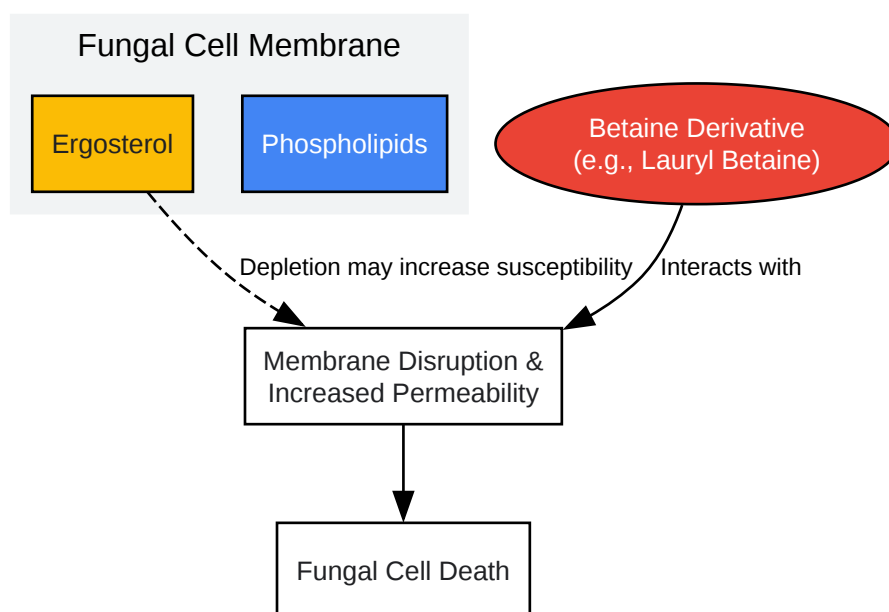 Fungal Cell Membrane
Ergosterol
Phospholipids
Betaine Derivative
(e.g., Lauryl Betaine)
Depletion may increase susceptibility
Interacts with
Membrane Disruption &
Increased Permeability
Fungal Cell Death